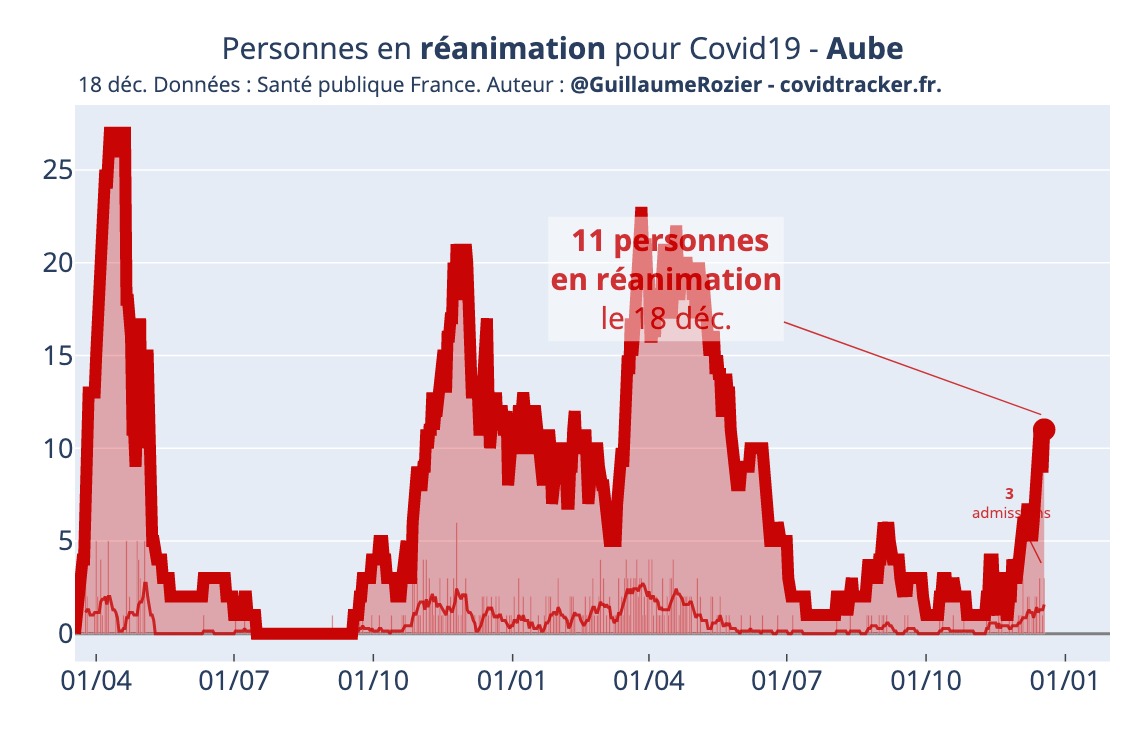 Personnes en réanimation pour Covid19 - Aube
18 déc. Données : Santé publique France. Auteur : @GuillaumeRozier - covidtracker.fr.
25
20
15
10
5
0
11 personnes
en réanimation
le 18 déc.
3
admissions
01/04 01/07 01/10 01/01 01/04 01/07 01/10 01/01